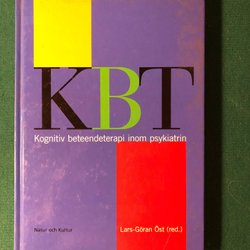 KBT
Kognitiv beteendeterapi inom psykiatrin
Natur och Kultur
Lars-Göran Öst (red.)